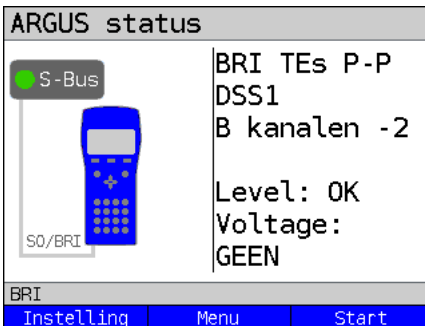 ARGUS status
S-Bus
BRI TEs P-P
DSS1
B kanalen -2
Level: OK
Voltage:
GEEN
S0/BRI
BRI
Instelling Menu Start